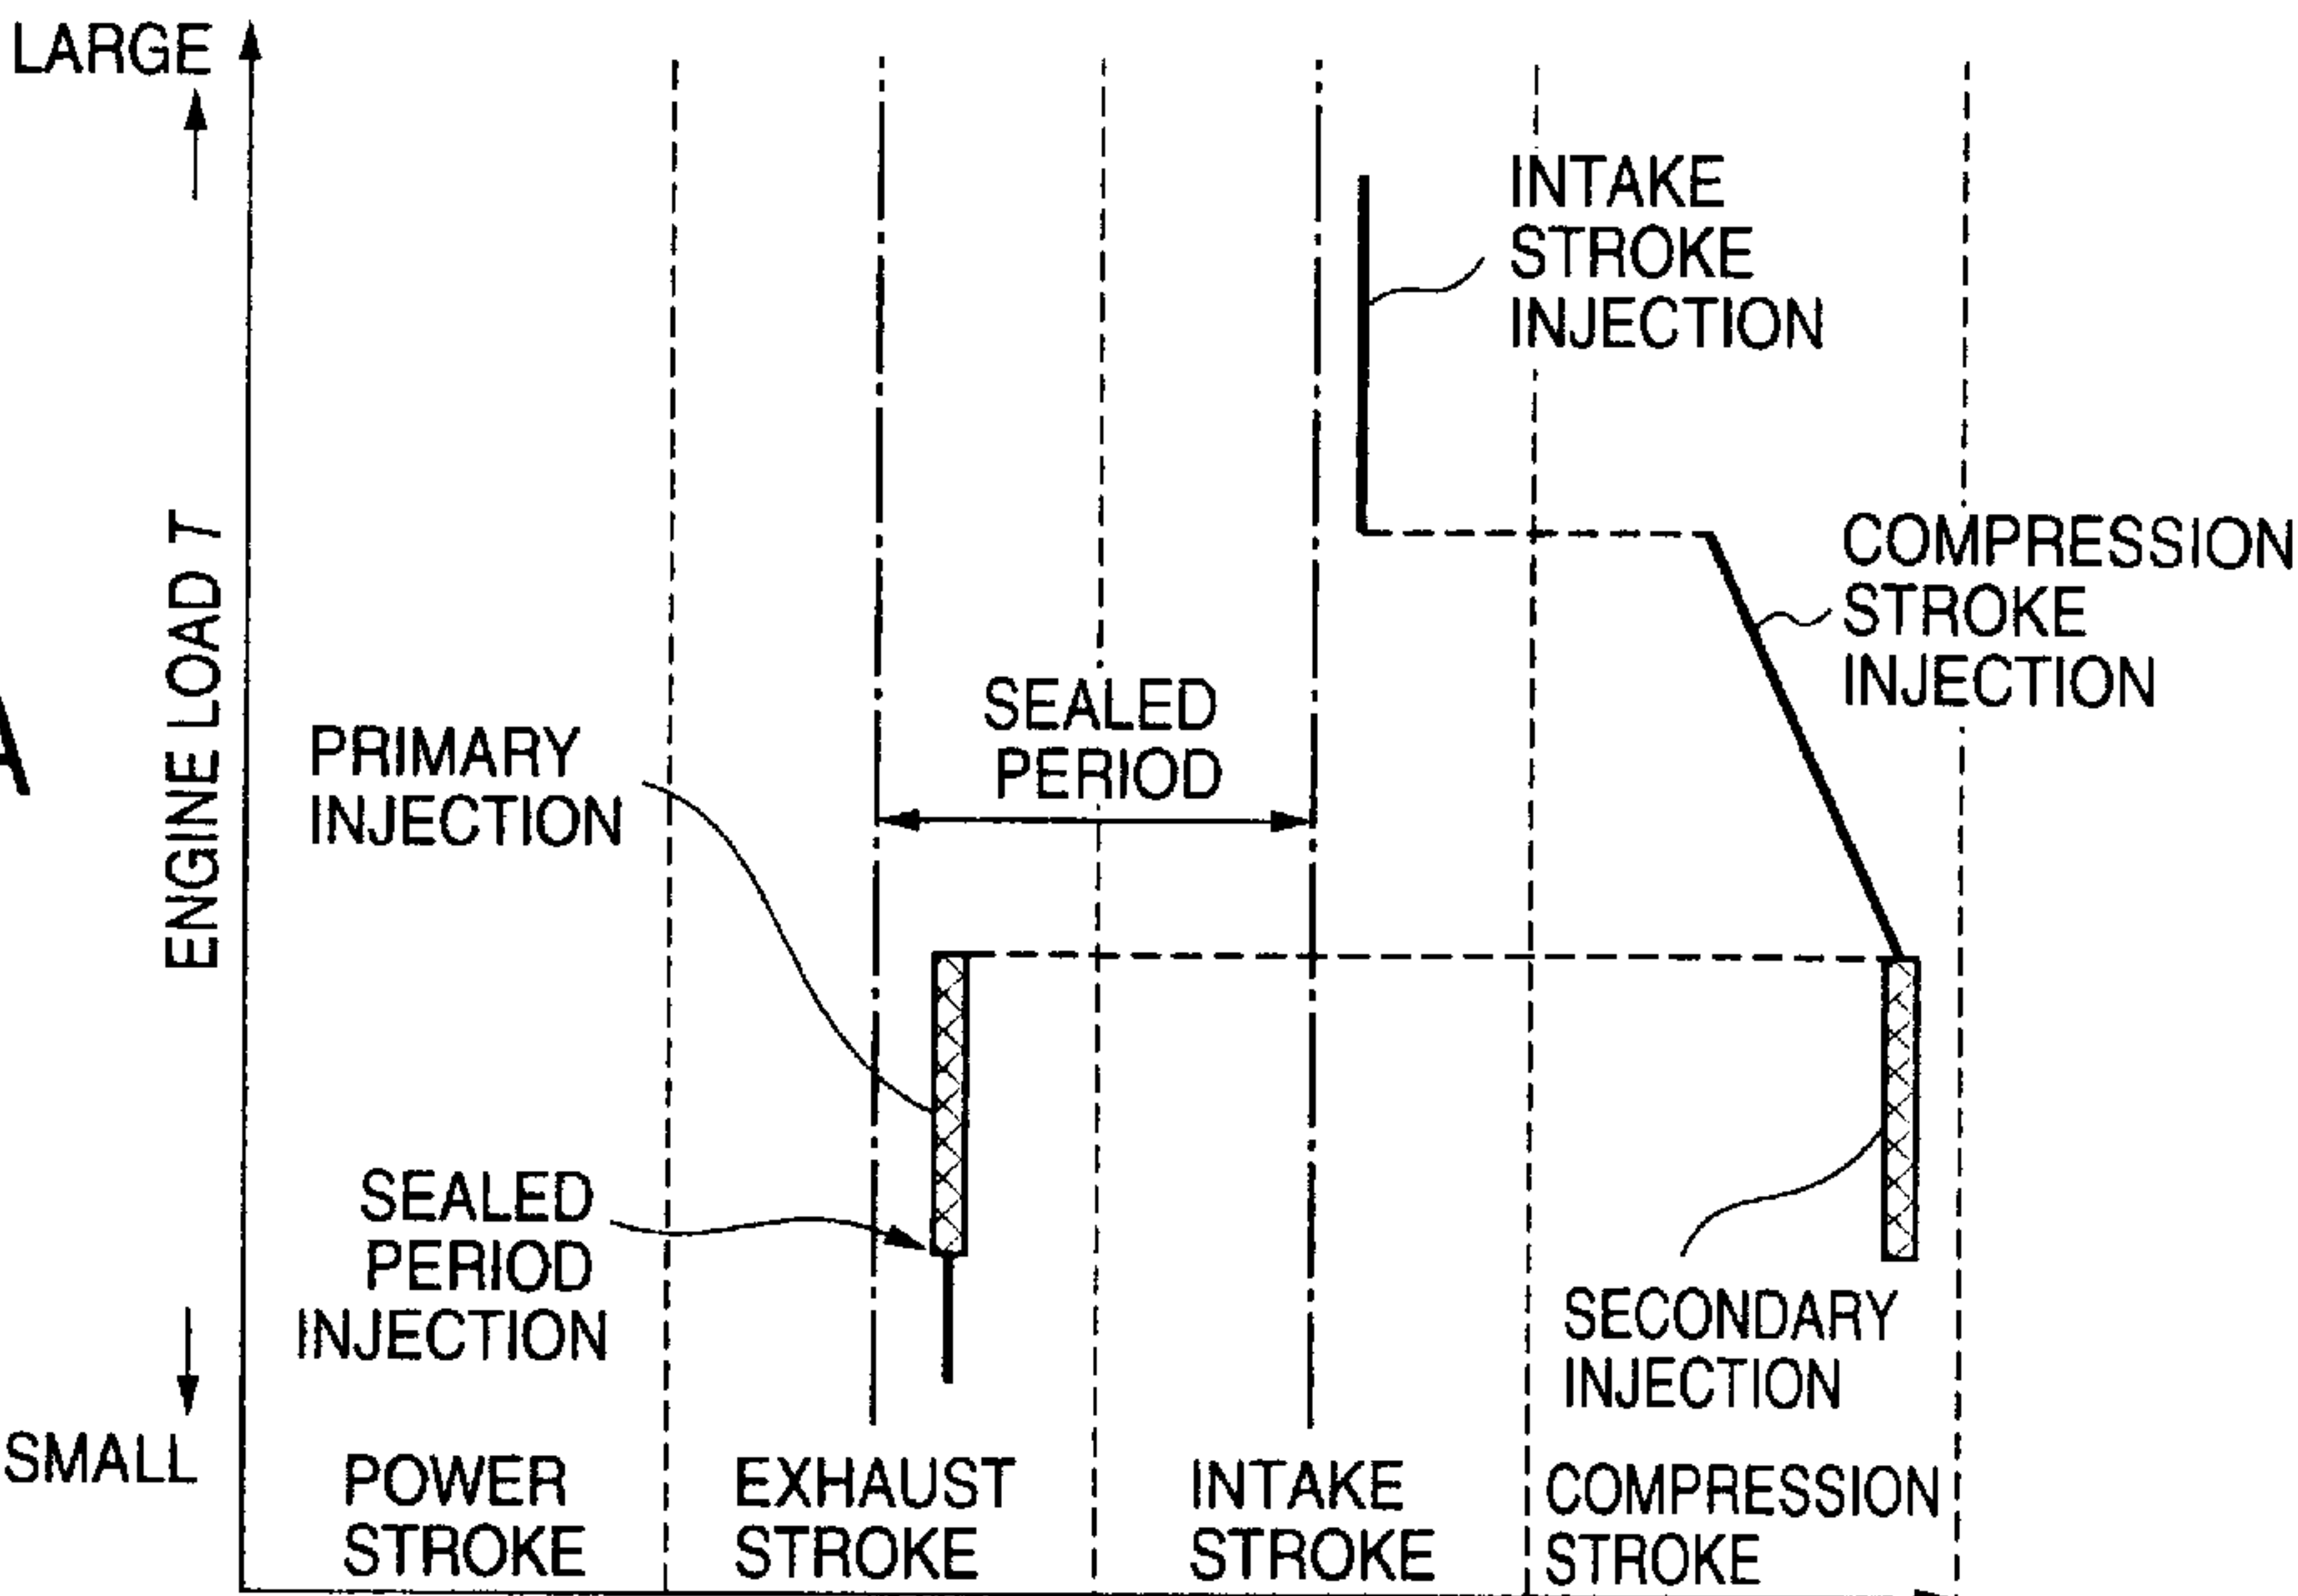 LARGE
ENGINE LOAD T
SMALL
A
INTAKE
STROKE
INJECTION
COMPRESSION
STROKE
INJECTION
SEALED
PERIOD
PRIMARY
INJECTION
SEALED
PERIOD
INJECTION
SECONDARY
INJECTION
POWER
STROKE
EXHAUST
STROKE
INTAKE
STROKE
COMPRESSION
STROKE